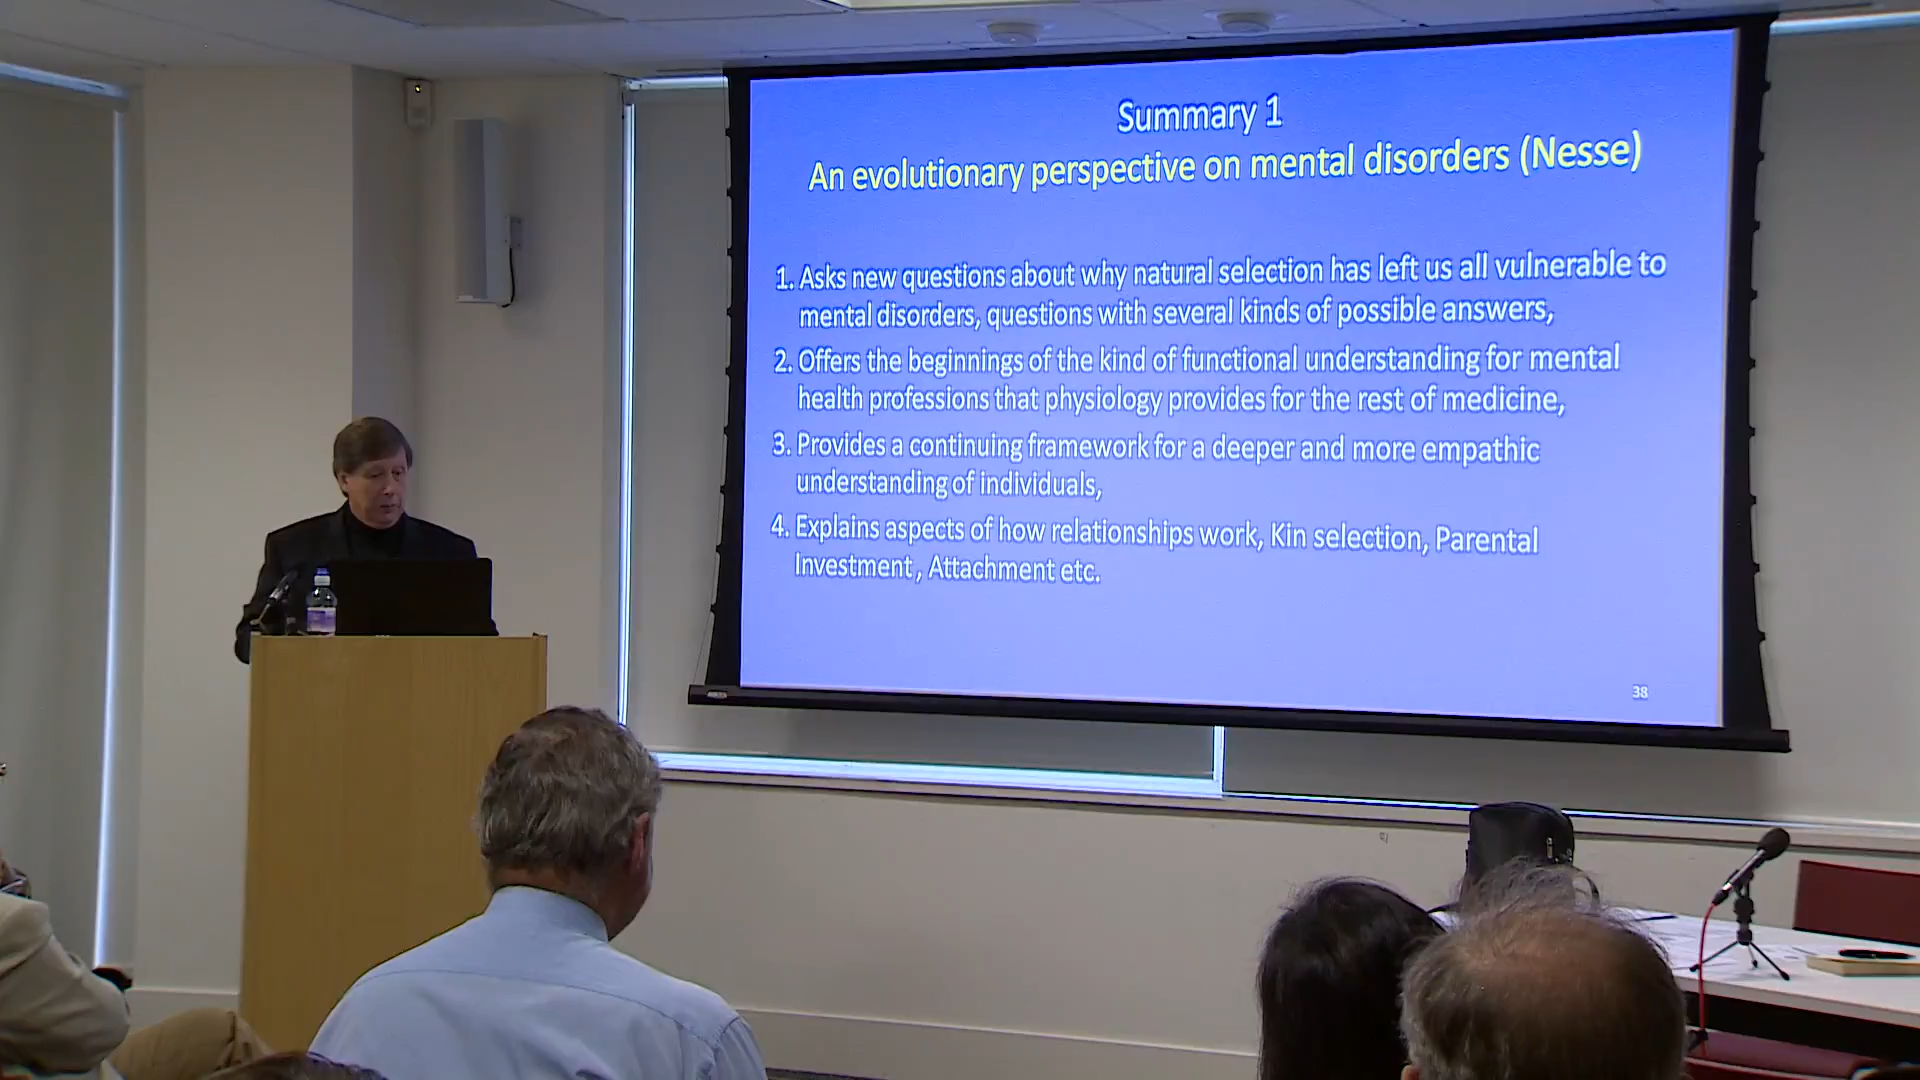 Summary 1
An evolutionary perspective on mental disorders (Nesse)
1. Asks new questions about why natural selection has left us all vulnerable to
mental disorders, questions with several kinds of possible answers,
2. Offers the beginnings of the kind of functional understanding for mental
health professions that physiology provides for the rest of medicine,
3. Provides a continuing framework for a deeper and more empathic
understanding of individuals,
4. Explains aspects of how relationships work, Kin selection, Parental
Investment, Attachment etc.
38